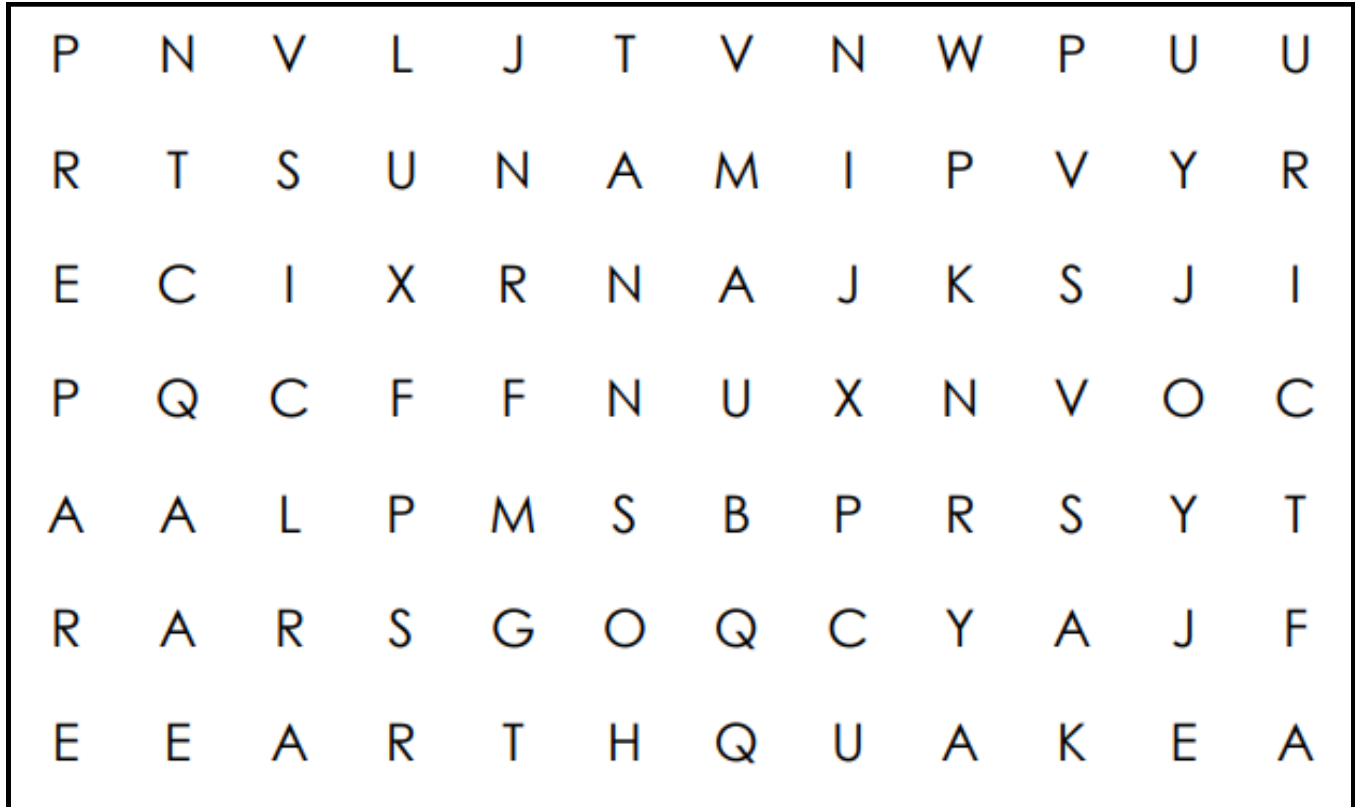 P N V L J T V N W P U U
R T S U N A M I P V Y R
E C I X R N A J K S J I
P Q C F F N U X N V O C
A A L P M S B P R S Y T
R A R S G O Q C Y A J F
E E A R T H Q U A K E A